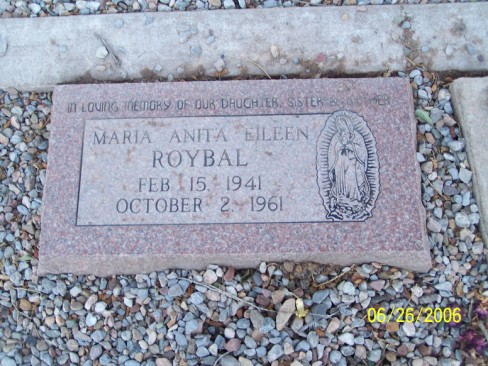 IN LOVING MEMORY OF OUR DAUGHTER, SISTER & MOTHER
MARIA ANITA EILEEN
ROYBAL
FEB 15, 1941
OCTOBER 2, 1961
06/26/2006